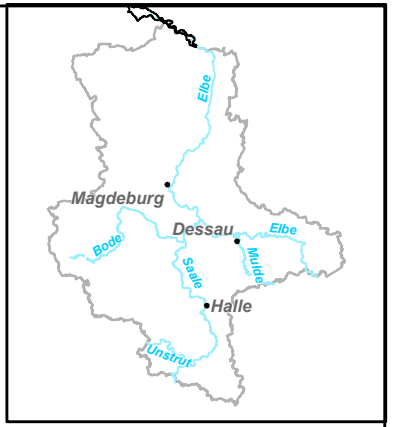 Elbe
Magdeburg
Dessau
Elbe
Bode
Mulde
Saale
Halle
Unstrut